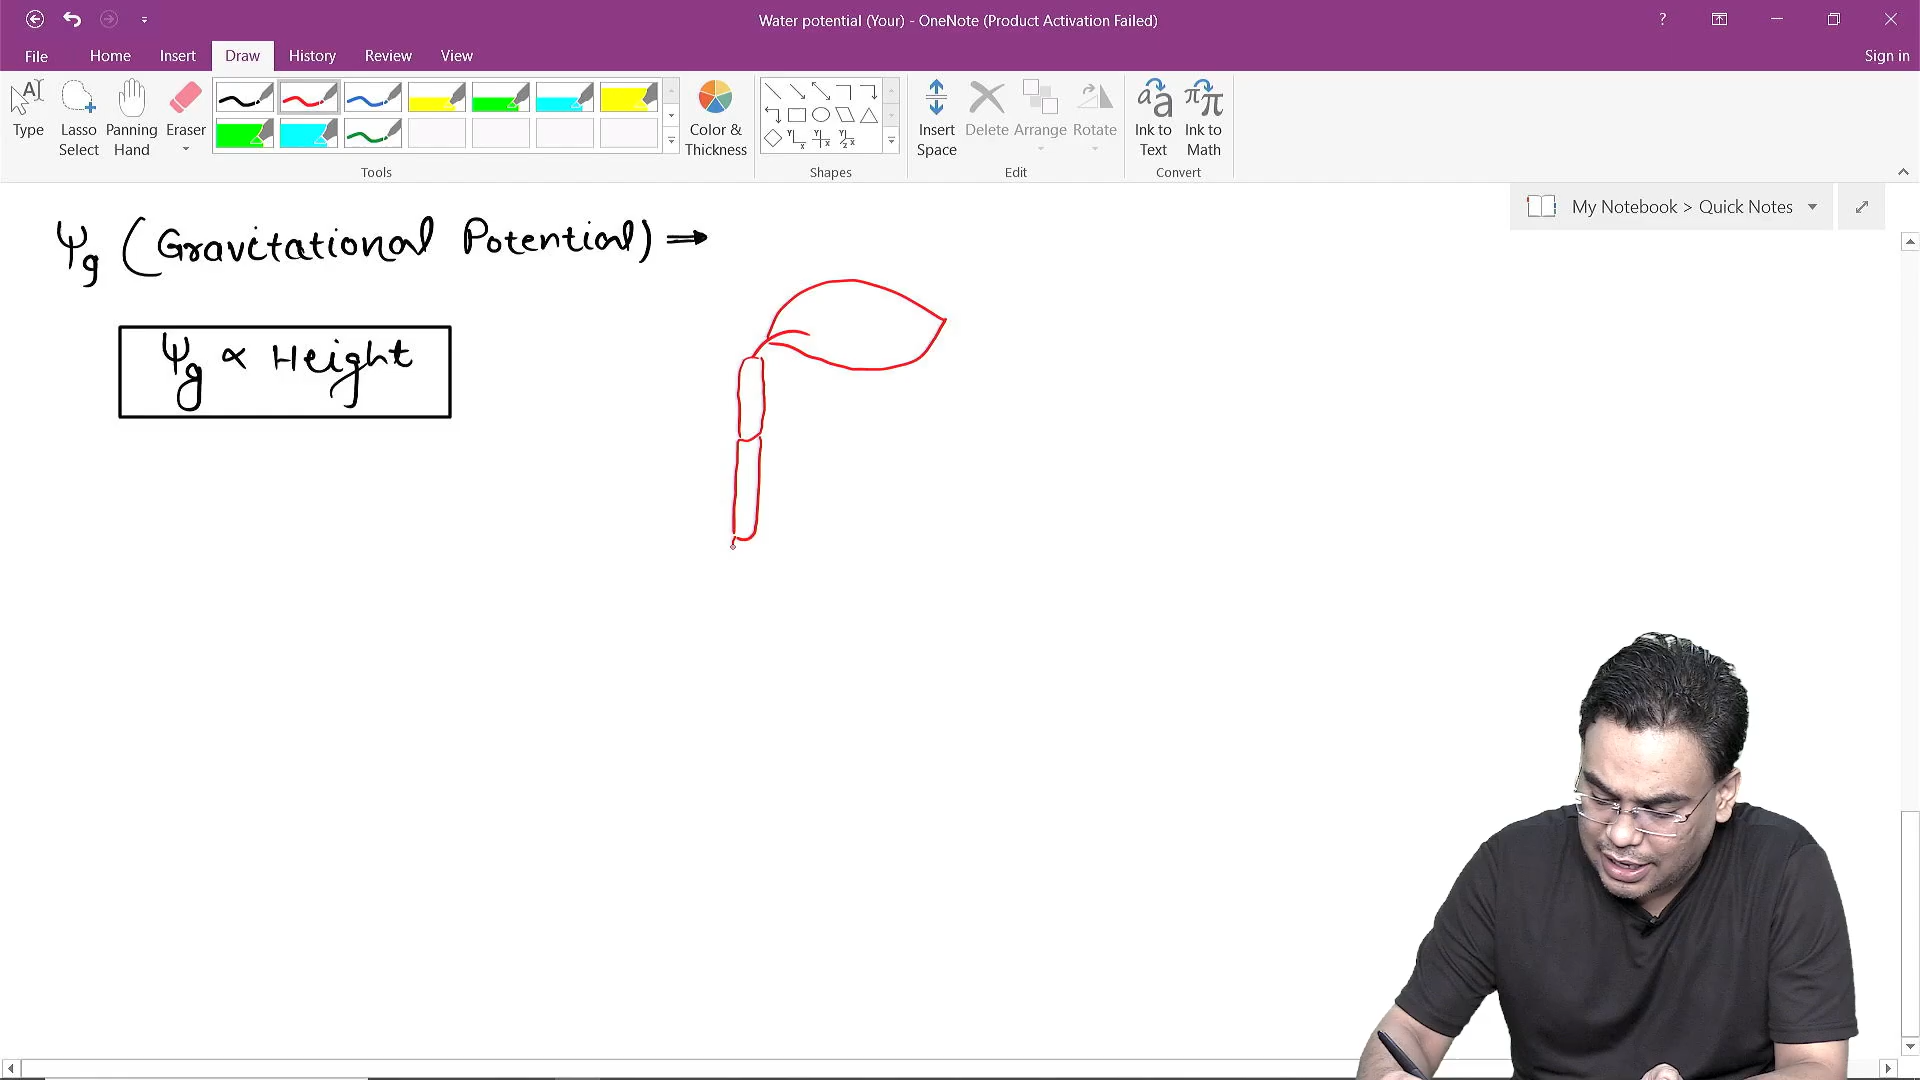 Water potential (Your) - OneNote (Product Activation Failed)
?
File Home Insert Draw History Review View
Sign in
Type
Lasso Select
Panning Hand
Eraser
Color & Thickness
Insert Space
Delete
Arrange
Rotate
Ink to Text
Ink to Math
Tools
Shapes
Edit
Convert
My Notebook > Quick Notes
Ψg (Gravitational Potential) ⇒
Ψg ∝ Height